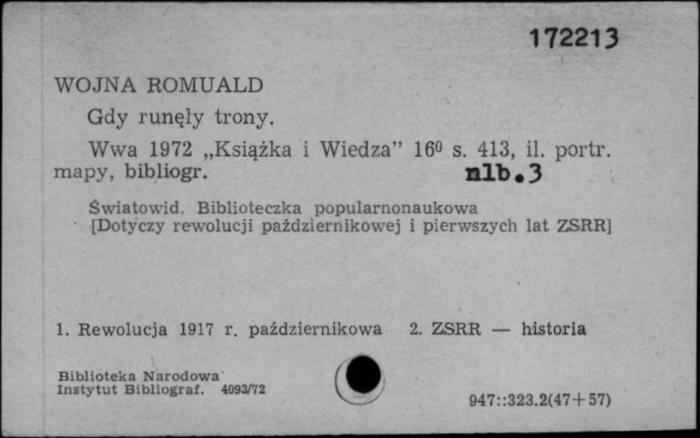 172213
WOJNA ROMUALD
Gdy runęły trony.
Wwa 1972 „Książka i Wiedza” 16⁰ s. 413, il. portr.
mapy, bibliogr. nlb.3
Światowid. Biblioteczka popularnonaukowa
[Dotyczy rewolucji październikowej i pierwszych lat ZSRR]
1. Rewolucja 1917 r. październikowa 2. ZSRR — historia
Biblioteka Narodowa
Instytut Bibliograf. 4093/72
947::323.2(47+57)